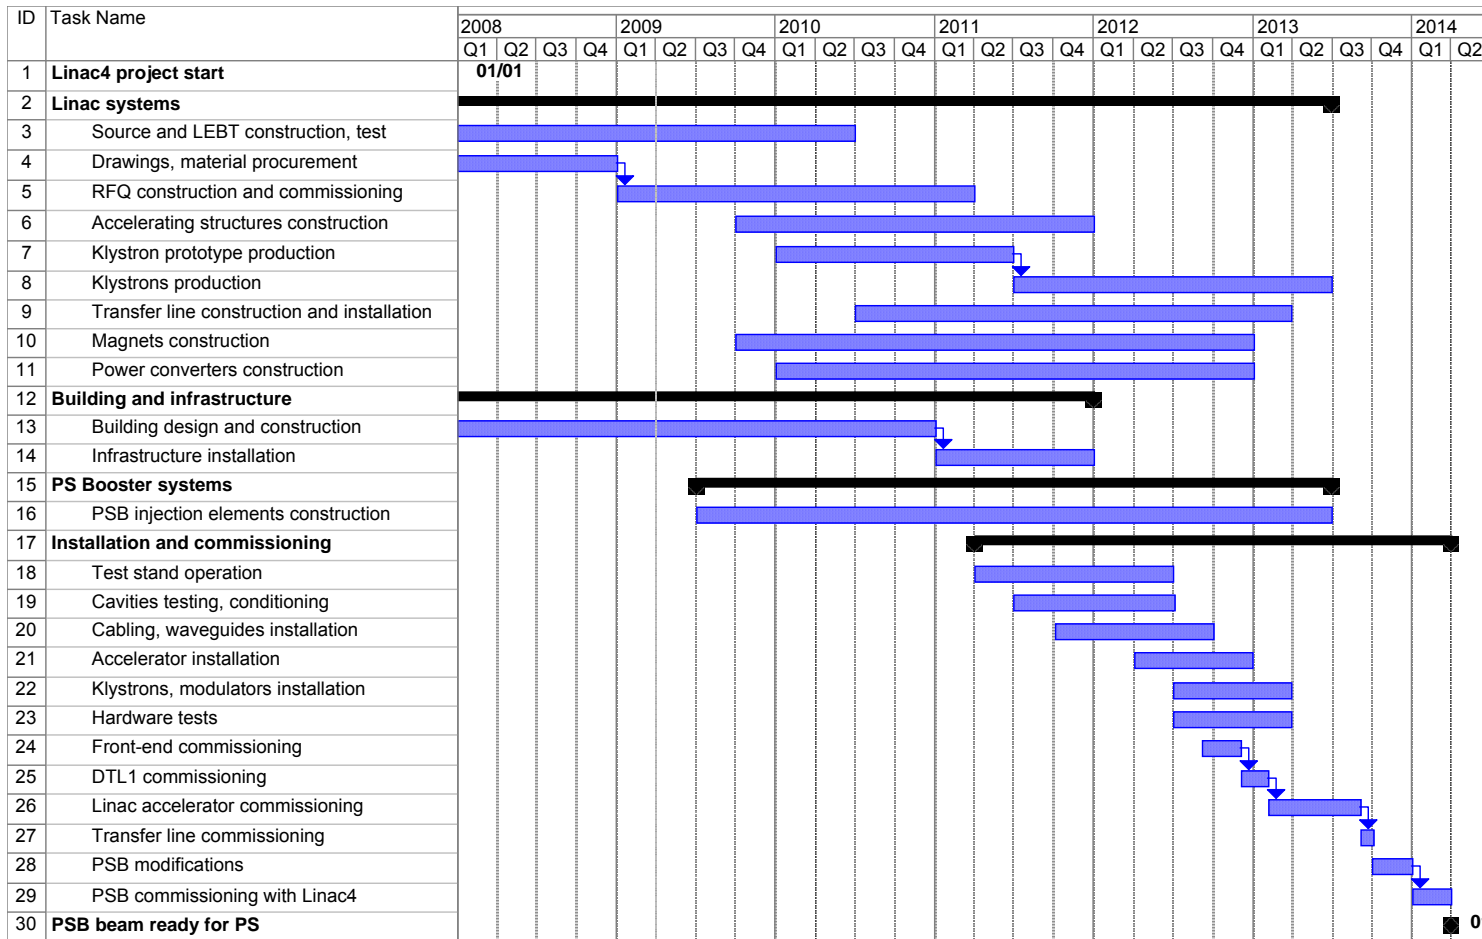 ID Task Name
2008 2009 2010 2011 2012 2013 2014
Q1 Q2 Q3 Q4 Q1 Q2 Q3 Q4 Q1 Q2 Q3 Q4 Q1 Q2 Q3 Q4 Q1 Q2 Q3 Q4 Q1 Q2 Q3 Q4 Q1 Q2
1 Linac4 project start 01/01
2 Linac systems
3 Source and LEBT construction, test
4 Drawings, material procurement
5 RFQ construction and commissioning
6 Accelerating structures construction
7 Klystron prototype production
8 Klystrons production
9 Transfer line construction and installation
10 Magnets construction
11 Power converters construction
12 Building and infrastructure
13 Building design and construction
14 Infrastructure installation
15 PS Booster systems
16 PSB injection elements construction
17 Installation and commissioning
18 Test stand operation
19 Cavities testing, conditioning
20 Cabling, waveguides installation
21 Accelerator installation
22 Klystrons, modulators installation
23 Hardware tests
24 Front-end commissioning
25 DTL1 commissioning
26 Linac accelerator commissioning
27 Transfer line commissioning
28 PSB modifications
29 PSB commissioning with Linac4
30 PSB beam ready for PS 0